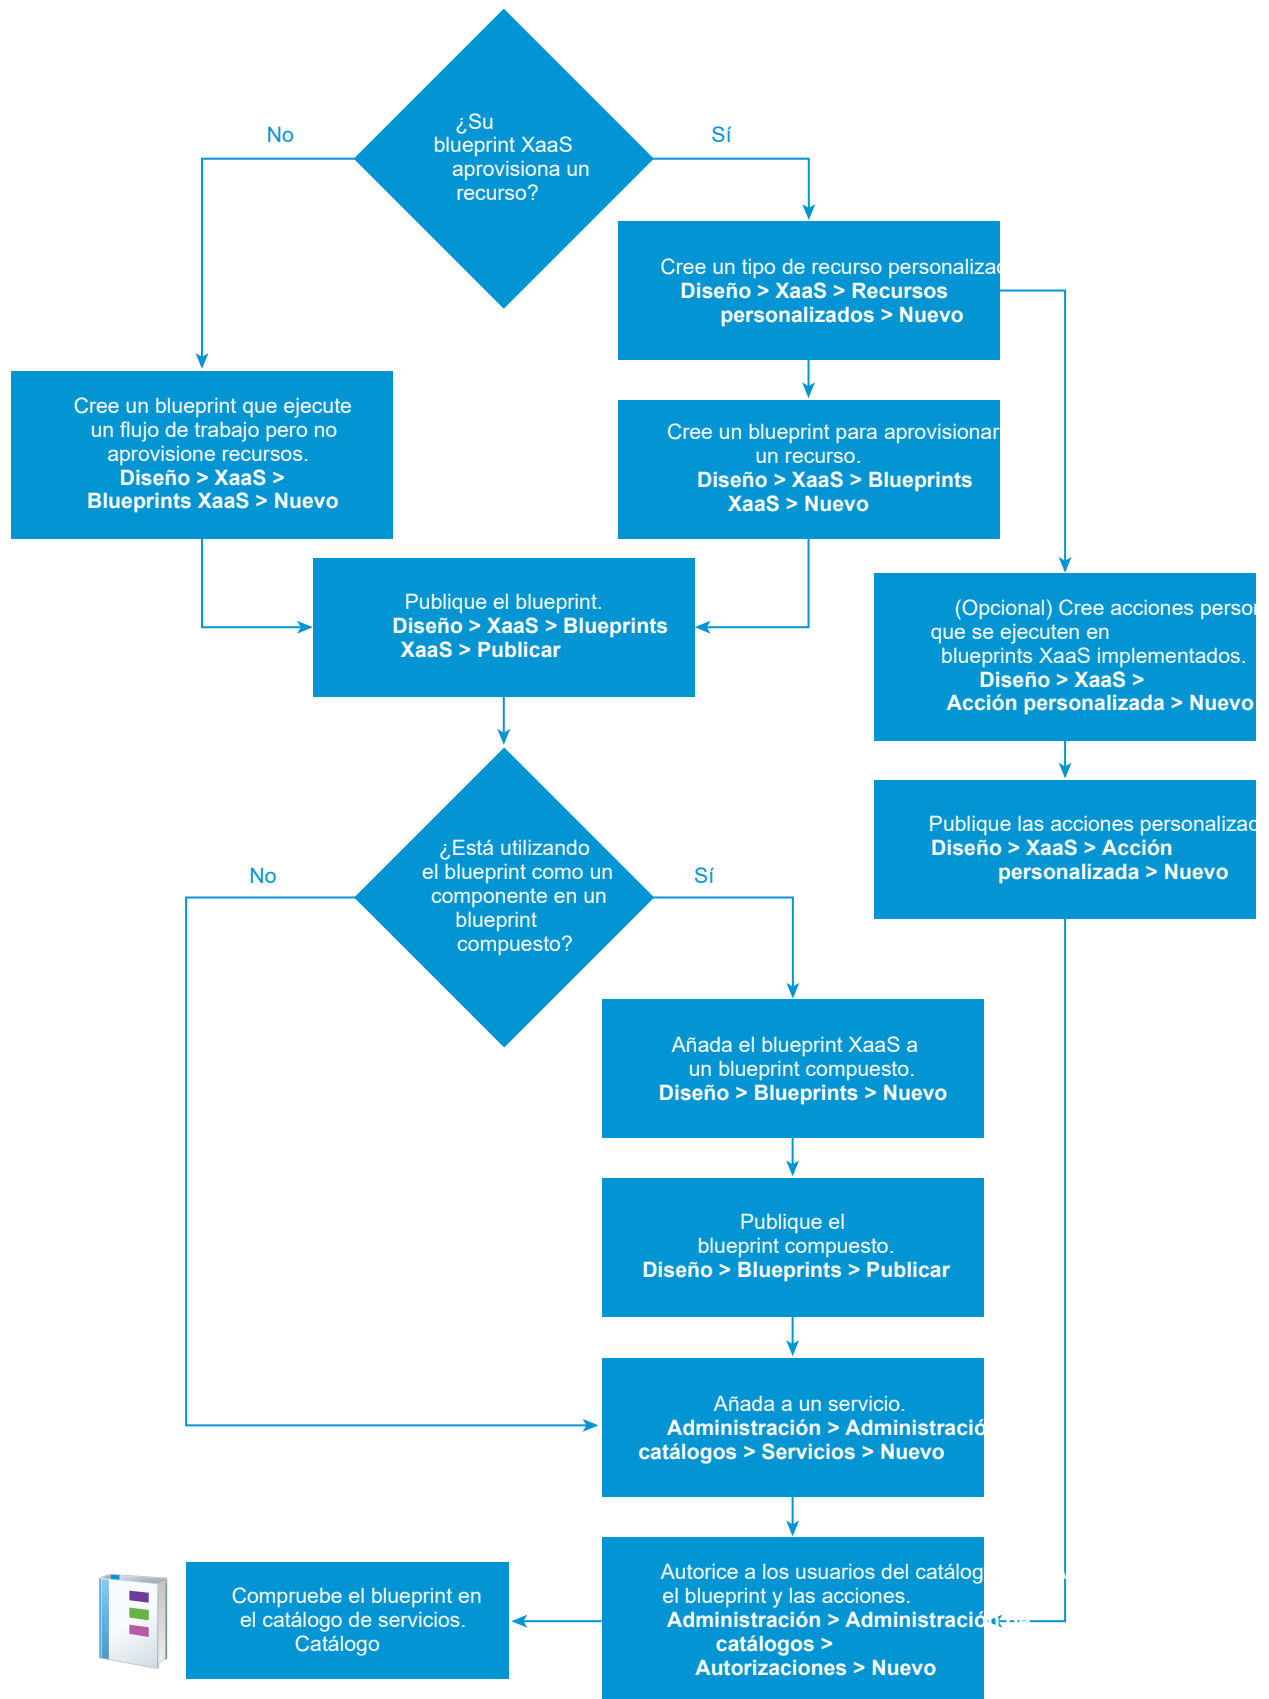 ¿Su
blueprint XaaS
aprovisiona un
recurso?
No
Sí
Cree un tipo de recurso
Diseño > XaaS > Recursos
personalizados > Nuevo
Cree un blueprint que ejecute
un flujo de trabajo pero no
aprovisione recursos.
Diseño > XaaS >
Blueprints XaaS > Nuevo
Cree un blueprint para aprovisionar
un recurso.
Diseño > XaaS > Blueprints
XaaS > Nuevo
Publique el blueprint.
Diseño > XaaS > Blueprints
XaaS > Publicar
(Opcional) Cree acciones
que se ejecuten en
blueprints XaaS implementados.
Diseño > XaaS >
Acción personalizada > Nuevo
Publique las acciones
Diseño > XaaS > Acción
personalizada > Nuevo
¿Está utilizando
el blueprint como un
componente en un
blueprint
compuesto?
No
Sí
Añada el blueprint XaaS a
un blueprint compuesto.
Diseño > Blueprints > Nuevo
Publique el
blueprint compuesto.
Diseño > Blueprints > Publicar
Añada a un servicio.
Administración >
catálogos > Servicios > Nuevo
Autorice a los usuarios del
el blueprint y las acciones.
Administración > Administración de
catálogos >
Autorizaciones > Nuevo
Compruebe el blueprint en
el catálogo de servicios.
Catálogo